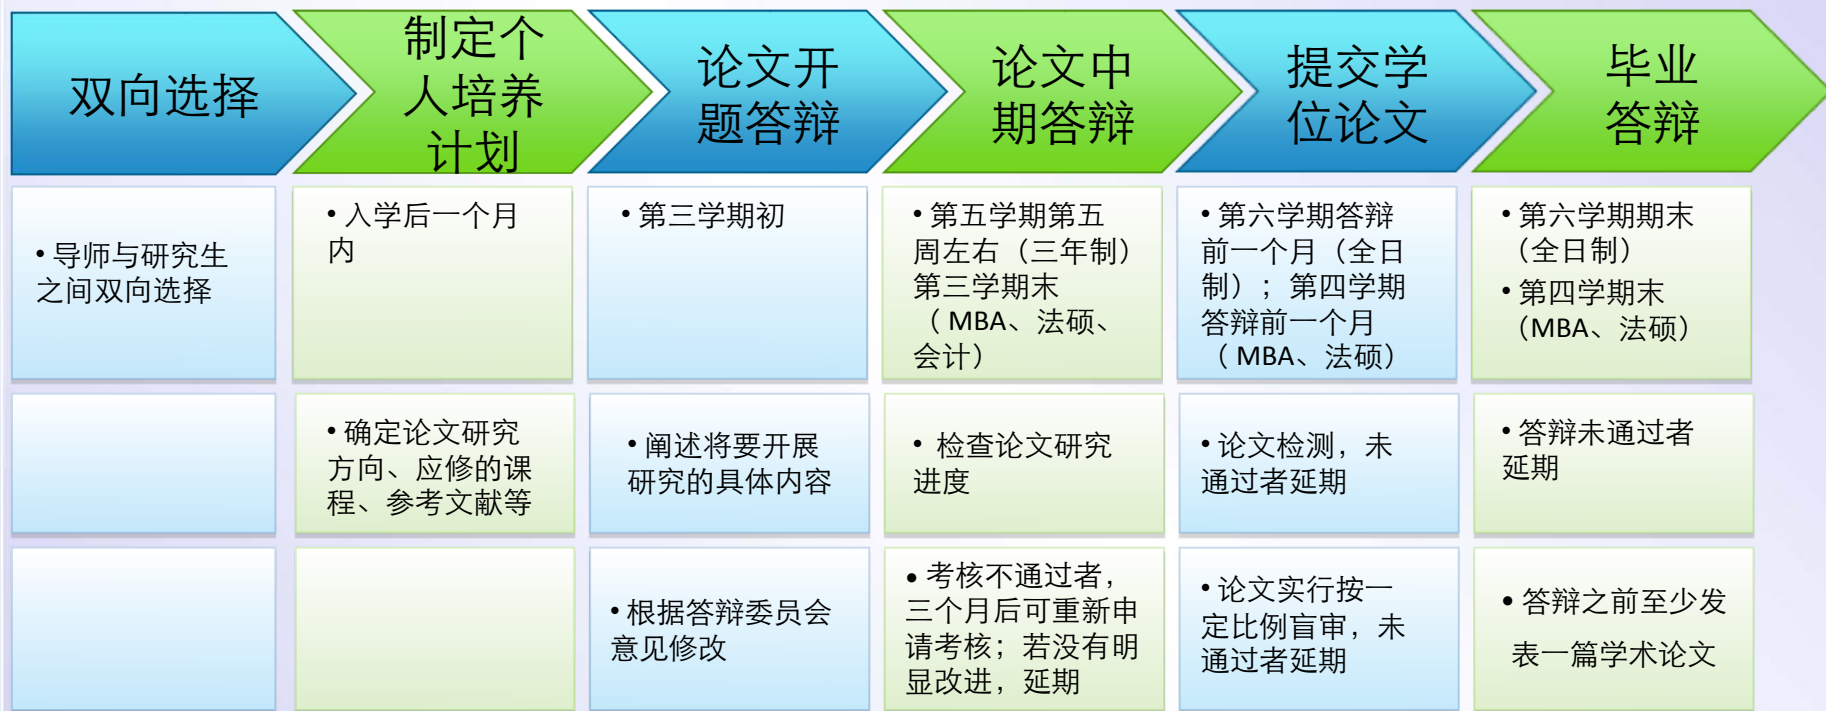 双向选择
制定个
人培养
计划
论文开
题答辩
论文中
期答辩
提交学
位论文
毕业
答辩
• 导师与研究生
之间双向选择
• 入学后一个月
内
• 第三学期初
• 第五学期第五
周左右（三年制）
第三学期末
（ MBA、法硕、
会计）
• 第六学期答辩
前一个月（全日
制）；第四学期
答辩前一个月
（ MBA、法硕）
• 第六学期期末
（全日制）
• 第四学期末
（MBA、法硕）
• 确定论文研究
方向、应修的课
程、参考文献等
• 阐述将要开展
研究的具体内容
• 检查论文研究
进度
• 论文检测，未
通过者延期
• 答辩未通过者
延期
• 根据答辩委员会
意见修改
• 考核不通过者，
三个月后可重新申
请考核；若没有明
显改进，延期
• 论文实行按一
定比例盲审，未
通过者延期
• 答辩之前至少发
表一篇学术论文